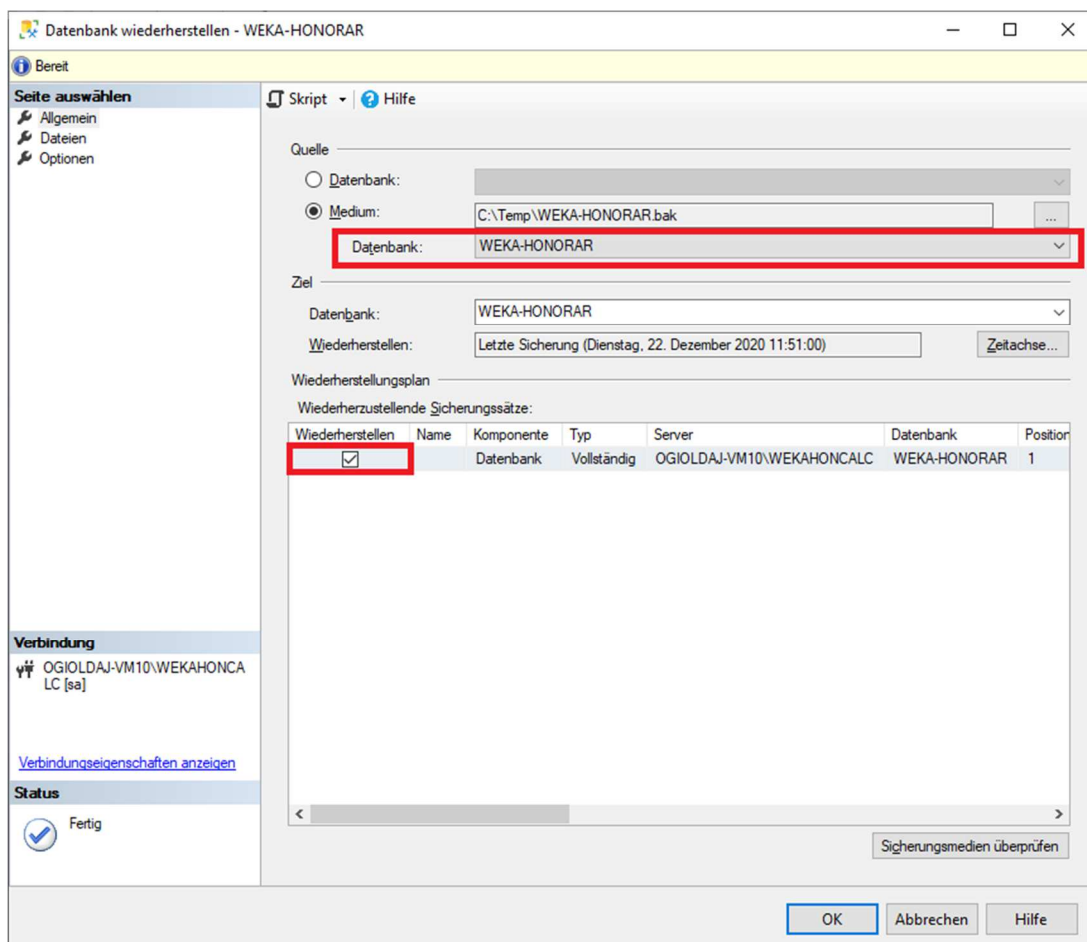 Datenbank wiederherstellen - WEKA-HONORAR
Bereit
Seite auswählen
Allgemein
Dateien
Optionen
Skript Hilfe
Quelle
Datenbank:
Medium: C:\Temp\WEKA-HONORAR.bak ...
Datenbank: WEKA-HONORAR
Ziel
Datenbank: WEKA-HONORAR
Wiederherstellen: Letzte Sicherung (Dienstag, 22. Dezember 2020 11:51:00) Zeitachse...
Wiederherstellungsplan
Wiederherzustellende Sicherungssätze:
Wiederherstellen Name Komponente Typ Server Datenbank Position
Datenbank Vollständig OGIOLDAJ-VM10\WEKAHONCALC WEKA-HONORAR 1
Verbindung
OGIOLDAJ-VM10\WEKAHONCA
LC [sa]
Verbindungseigenschaften anzeigen
Status
Fertig
Sicherungsmedien überprüfen
OK Abbrechen Hilfe